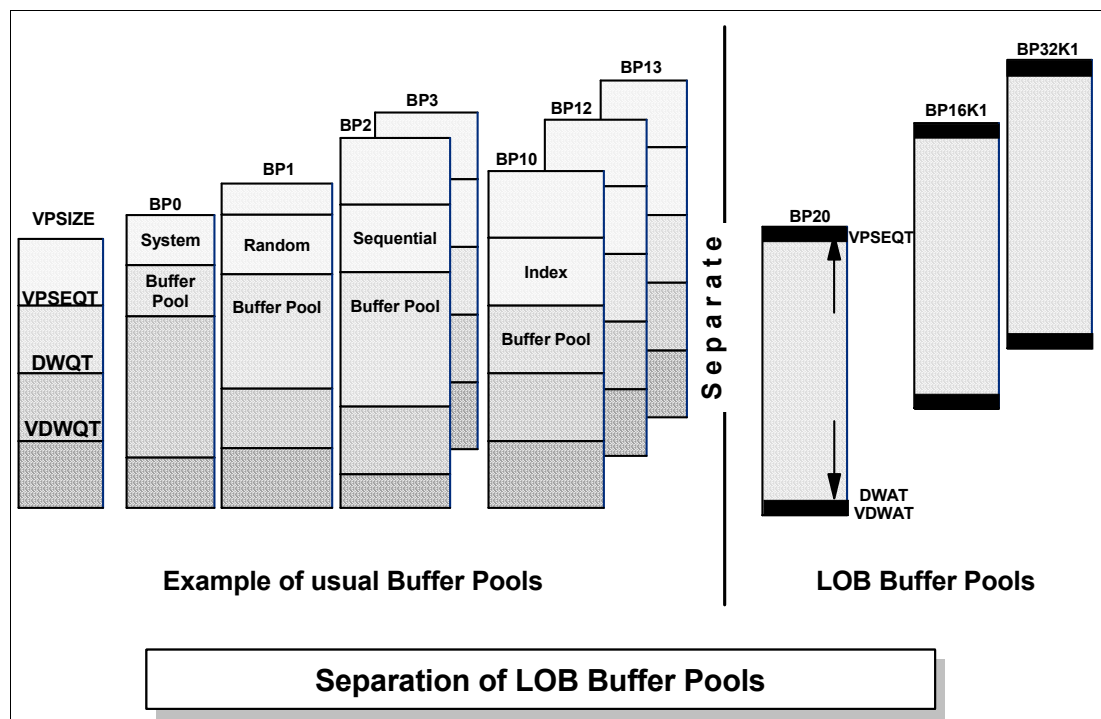 VPSIZE
VPSEQT
DWQT
VDWQT
BP0
System
Buffer
Pool
BP1
Random
Buffer Pool
BP2
BP3
Sequential
Buffer Pool
BP10
BP12
BP13
Index
Buffer Pool
Separate
BP20
VPSEQT
DWAT
VDWAT
BP16K1
BP32K1
Example of usual Buffer Pools
LOB Buffer Pools
Separation of LOB Buffer Pools